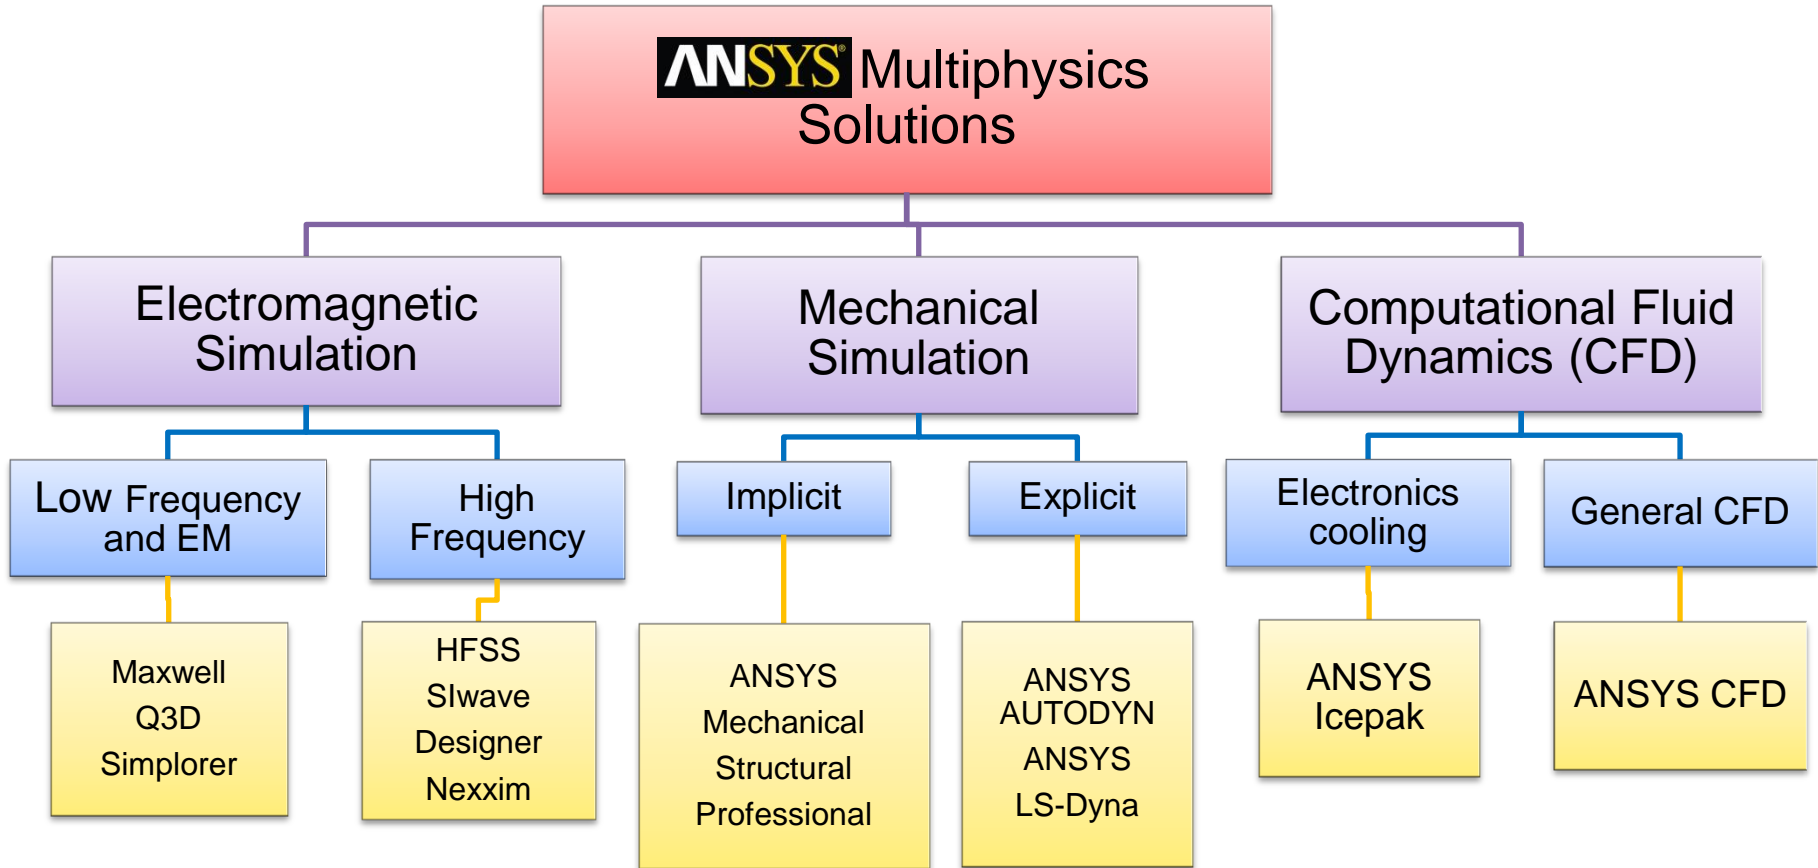 ANSYS® Multiphysics
Solutions
Electromagnetic
Simulation
Mechanical
Simulation
Computational Fluid
Dynamics (CFD)
Low Frequency
and EM
High
Frequency
Implicit
Explicit
Electronics
cooling
General CFD
Maxwell
Q3D
Simplorer
HFSS
SIwave
Designer
Nexxim
ANSYS
Mechanical
Structural
Professional
ANSYS
AUTODYN
ANSYS
LS-Dyna
ANSYS
Icepak
ANSYS CFD